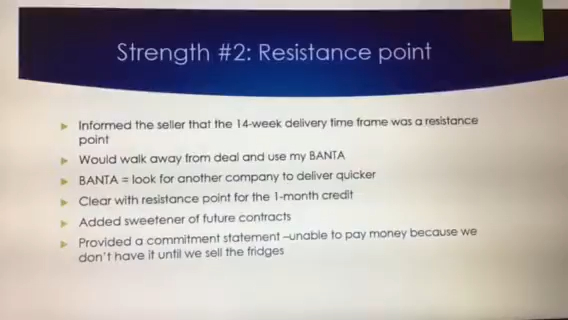 Strength #2: Resistance point
Informed the seller that the 14-week delivery time frame was a resistance
point
Would walk away from deal and use my BANTA
BANTA = look for another company to deliver quicker
Clear with resistance point for the 1-month credit
Added sweetener of future contracts
Provided a commitment statement –unable to pay money because we
don't have it until we sell the fridges